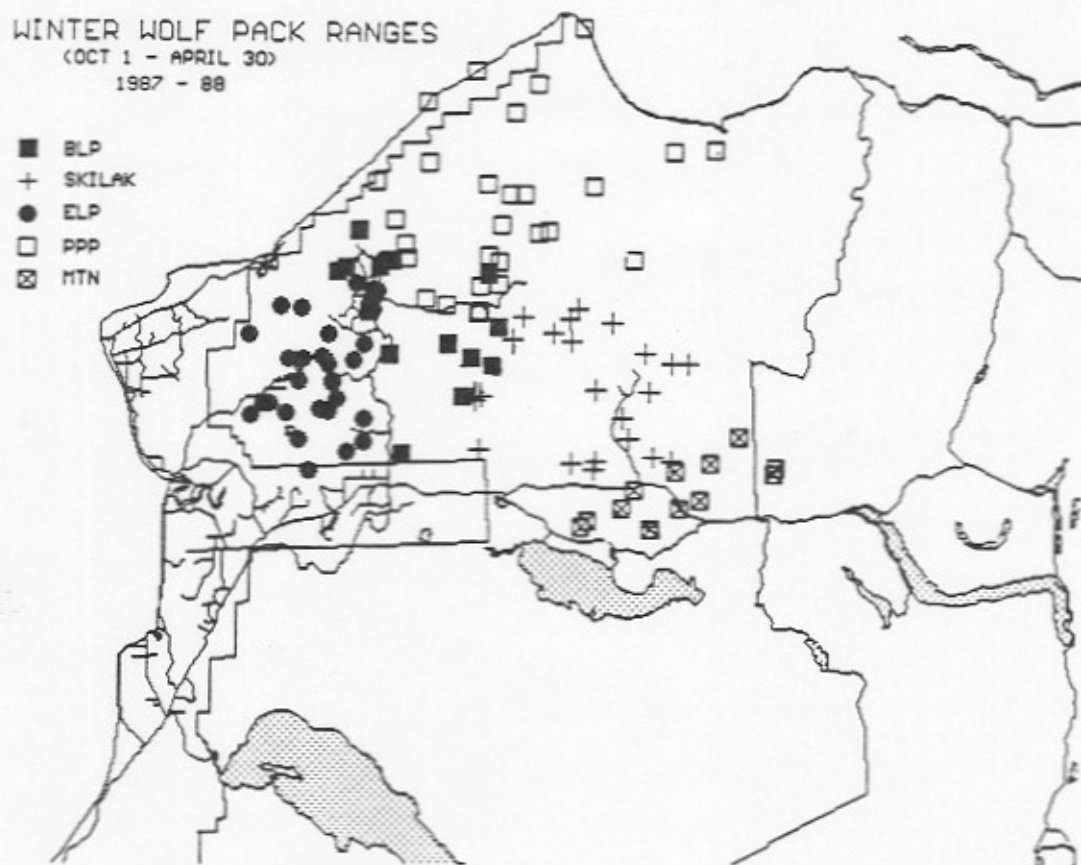 WINTER WOLF PACK RANGES
(OCT 1 - APRIL 30)
1987 - 88
BLP
SKILAK
ELP
PPP
MTN